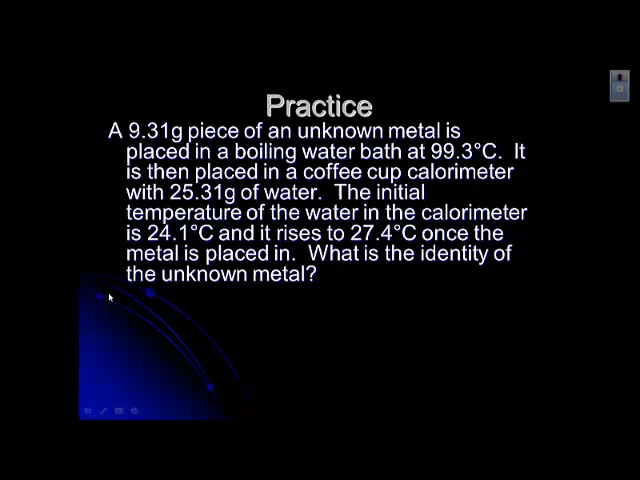 Practice
A 9.31g piece of an unknown metal is
placed in a boiling water bath at 99.3°C. It
is then placed in a coffee cup calorimeter
with 25.31g of water. The initial
temperature of the water in the calorimeter
is 24.1°C and it rises to 27.4°C once the
metal is placed in. What is the identity of
the unknown metal?